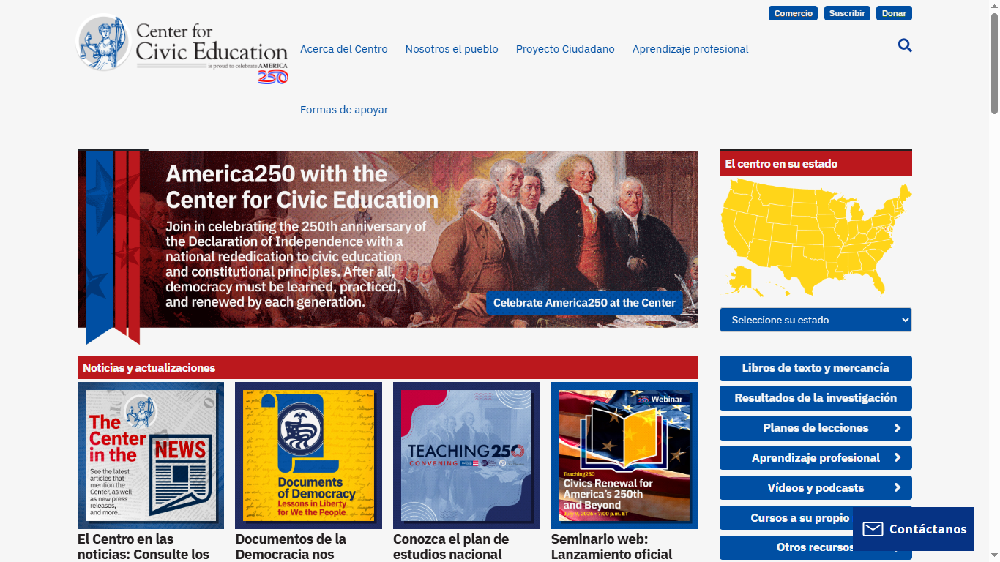 Comercio
Suscribir
Donar
Center for
Civic Education
is proud to celebrate AMERICA
250
Acerca del Centro
Nosotros el pueblo
Proyecto Ciudadano
Aprendizaje profesional
Formas de apoyar
America250 with the
Center for Civic Education
Join in celebrating the 250th anniversary of
the Declaration of Independence with a
national rededication to civic education
and constitutional principles. After all,
democracy must be learned, practiced,
and renewed by each generation.
Celebrate America250 at the Center
El centro en su estado
Seleccione su estado
Noticias y actualizaciones
The
Center
in the
NEWS
See the latest
articles that
mention the
Center, as well
as new press
releases,
and more...
El Centro en las
noticias: Consulte los
Documents
of Democracy
Lessons in Liberty
for We the People
Documentos de la
Democracia nos
TEACHING250
CONVENING
Conozca el plan de
estudios nacional
Webinar
Teaching250
Civics Renewal for
America's 250th
and Beyond
July 9, 2026 • 7:00 p.m. ET
Seminario web:
Lanzamiento oficial
Libros de texto y mercancía
Resultados de la investigación
Planes de lecciones
Aprendizaje profesional
Vídeos y podcasts
Cursos a su propio
Otros recursos
Contáctanos